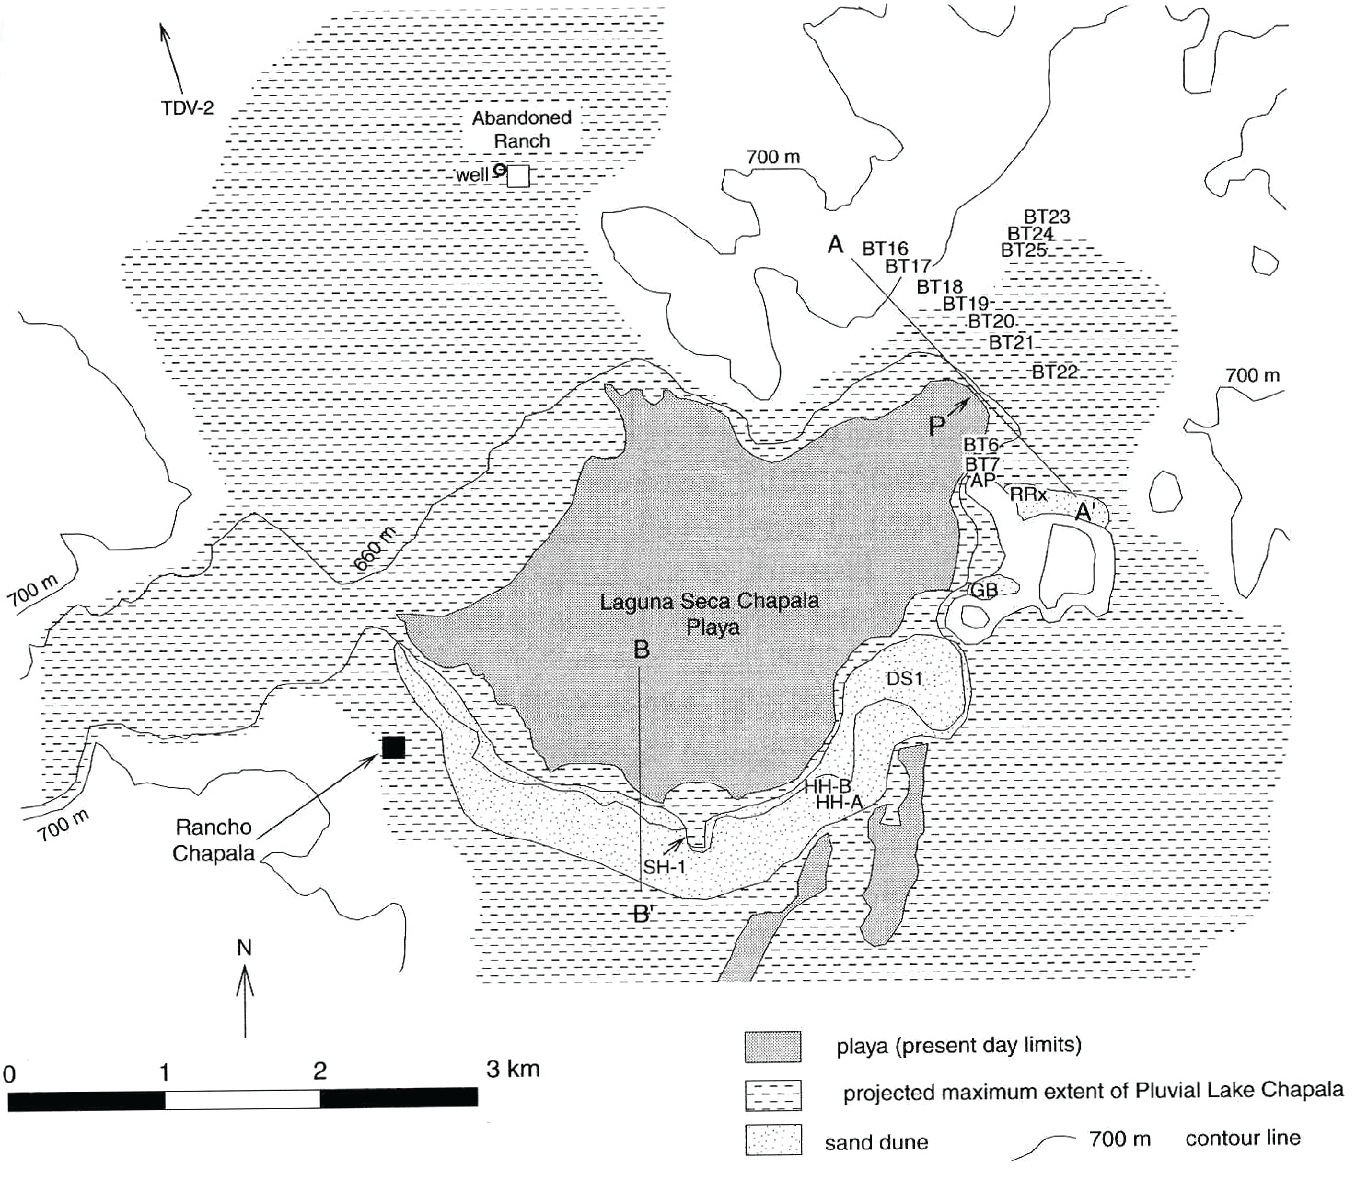 TDV-2
Abandoned
Ranch
well
700 m
A
BT16
BT17
BT18
BT19
BT20
BT21
BT22
BT23
BT24
BT25
700 m
P
BT6
BT7
AP
RRx
A'
660 m
700 m
GB
Laguna Seca Chapala
Playa
B
DS1
HH-B
HH-A
700 m
Rancho
Chapala
SH-1
B'
N
0 1 2 3 km
playa (present day limits)
projected maximum extent of Pluvial Lake Chapala
sand dune
700 m contour line